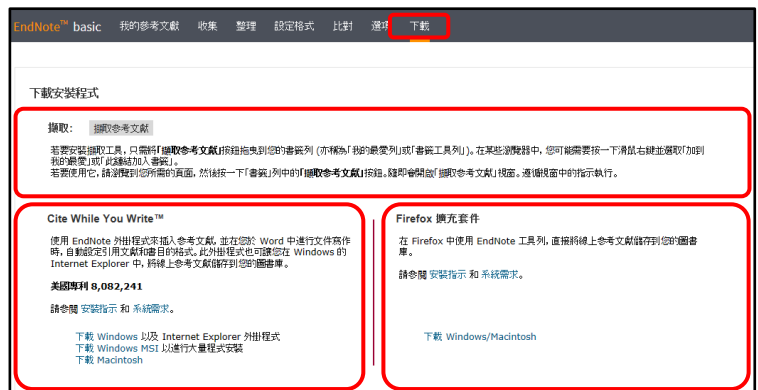 EndNote™ basic 我的參考文獻 收集 整理 設定格式 比對 選項 下載
下載安裝程式
擷取： 擷取參考文獻
若要安裝擷取工具，只需將「擷取參考文獻」按鈕拖曳到您的書籤列 (亦稱為「我的最愛列」或「書籤工具列」)。在某些瀏覽器中，您可能需要按一下滑鼠右鍵並選取「加到
我的最愛」或「此鏈結加入書籤」。
若要使用它，請瀏覽到您所需的頁面，然後按一下「書籤」列中的「擷取參考文獻」按鈕。隨即會開啟「擷取參考文獻」視窗。遵循視窗中的指示執行。
Cite While You Write™
使用 EndNote 外掛程式來插入參考文獻，並在您於 Word 中進行文件寫作
時，自動設定引用文獻和書目的格式。此外掛程式也可讓您在 Windows 的
Internet Explorer 中，將線上參考文獻儲存到您的圖書庫。
美國專利 8,082,241
請參閱 安裝指示 和 系統需求。
下載 Windows 以及 Internet Explorer 外掛程式
下載 Windows MSI 以進行大量程式安裝
下載 Macintosh
Firefox 擴充套件
在 Firefox 中使用 EndNote 工具列，直接將線上參考文獻儲存到您的圖書
庫。
請參閱 安裝指示 和 系統需求。
下載 Windows/Macintosh